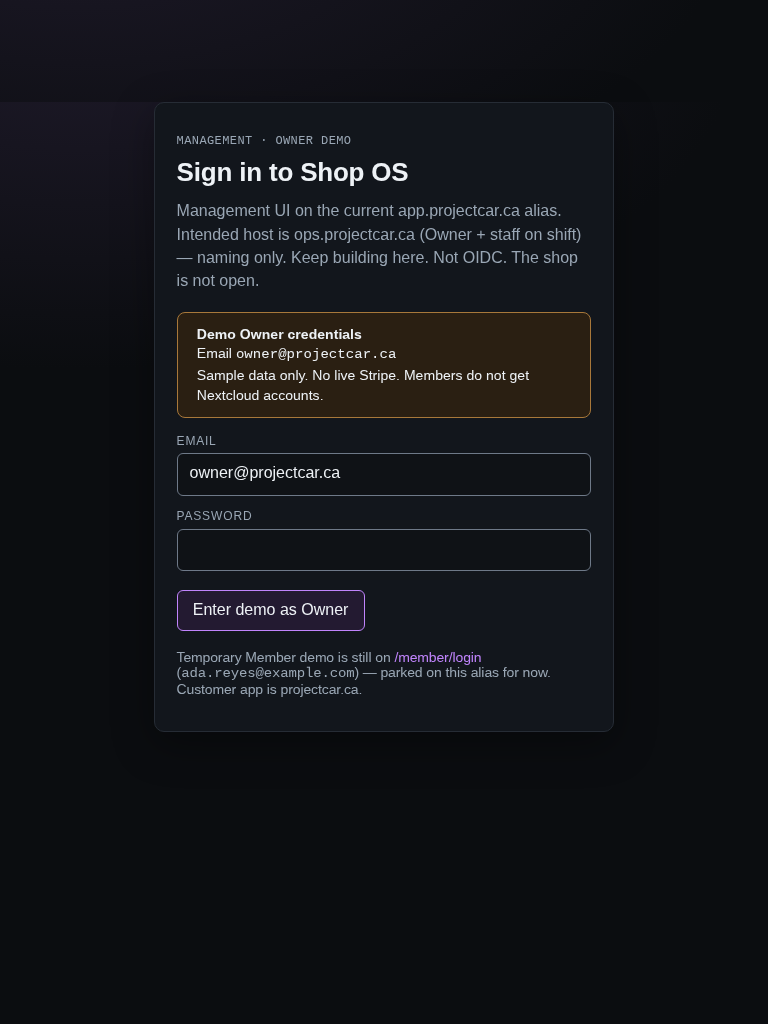 MANAGEMENT · OWNER DEMO
Sign in to Shop OS
Management UI on the current app.projectcar.ca alias.
Intended host is ops.projectcar.ca (Owner + staff on shift)
— naming only. Keep building here. Not OIDC. The shop
is not open.
Demo Owner credentials
Email owner@projectcar.ca
Sample data only. No live Stripe. Members do not get
Nextcloud accounts.
EMAIL
owner@projectcar.ca
PASSWORD
Enter demo as Owner
Temporary Member demo is still on /member/login
(ada.reyes@example.com) — parked on this alias for now.
Customer app is projectcar.ca.